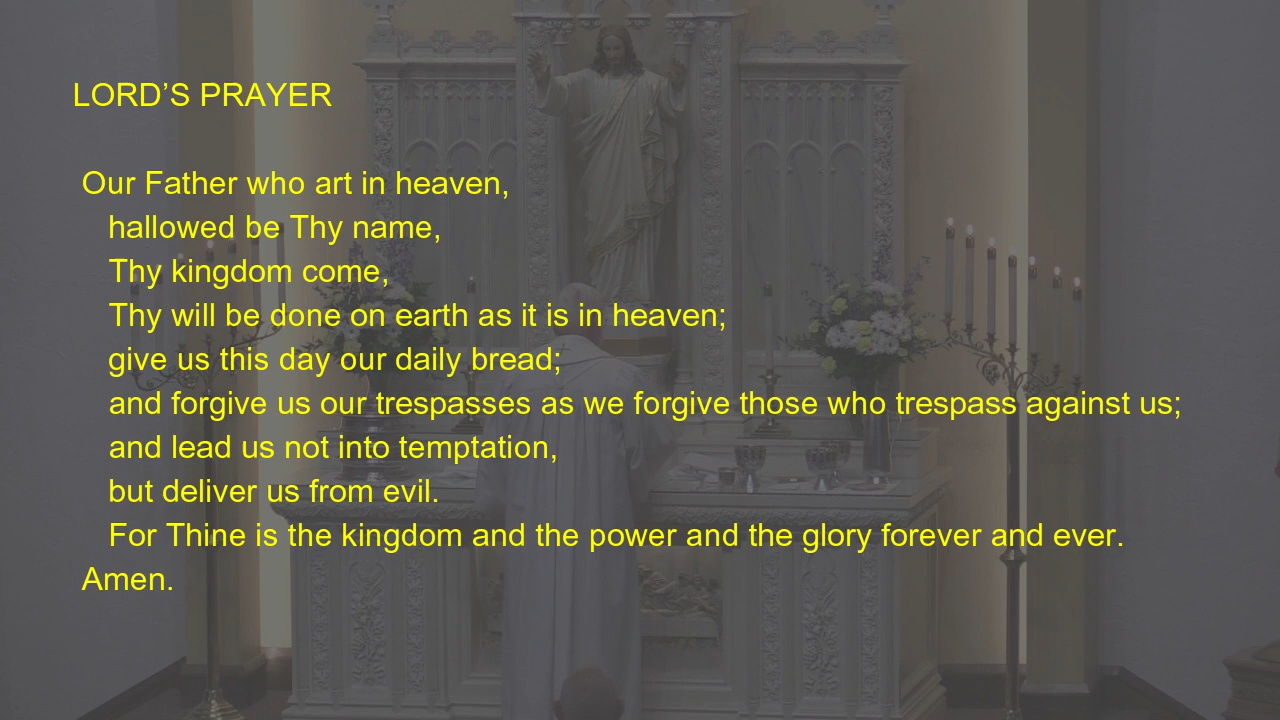 LORD’S PRAYER
Our Father who art in heaven,
hallowed be Thy name,
Thy kingdom come,
Thy will be done on earth as it is in heaven;
give us this day our daily bread;
and forgive us our trespasses as we forgive those who trespass against us;
and lead us not into temptation,
but deliver us from evil.
For Thine is the kingdom and the power and the glory forever and ever.
Amen.